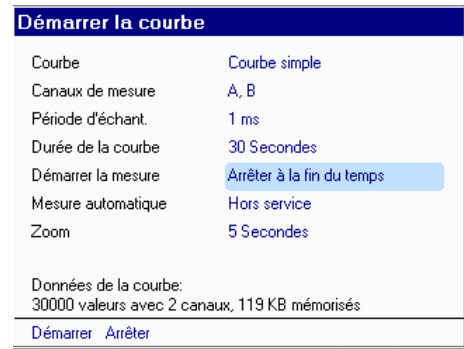 Démarrer la courbe
Courbe Courbe simple
Canaux de mesure A, B
Période d'échant. 1 ms
Durée de la courbe 30 Secondes
Démarrer la mesure Arrêter à la fin du temps
Mesure automatique Hors service
Zoom 5 Secondes
Données de la courbe:
30000 valeurs avec 2 canaux, 119 KB mémorisés
Démarrer Arrêter